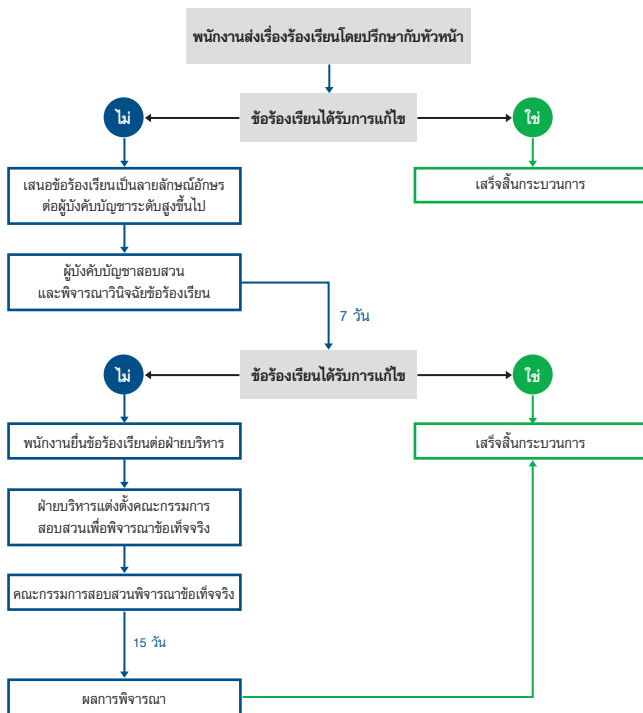 พนักงานส่งเรื่องร้องเรียนโดยปรึกษากับหัวหน้า
ไม่
ข้อร้องเรียนได้รับการแก้ไข
ใช่
เสนอข้อร้องเรียนเป็นลายลักษณ์อักษร
ต่อผู้บังคับบัญชาระดับสูงขึ้นไป
เสร็จสิ้นกระบวนการ
ผู้บังคับบัญชาสอบสวน
และพิจารณาวินิจฉัยข้อร้องเรียน
7 วัน
ไม่
ข้อร้องเรียนได้รับการแก้ไข
ใช่
พนักงานยื่นข้อร้องเรียนต่อฝ่ายบริหาร
เสร็จสิ้นกระบวนการ
ฝ่ายบริหารแต่งตั้งคณะกรรมการ
สอบสวนเพื่อพิจารณาข้อเท็จจริง
คณะกรรมการสอบสวนพิจารณาข้อเท็จจริง
15 วัน
ผลการพิจารณา